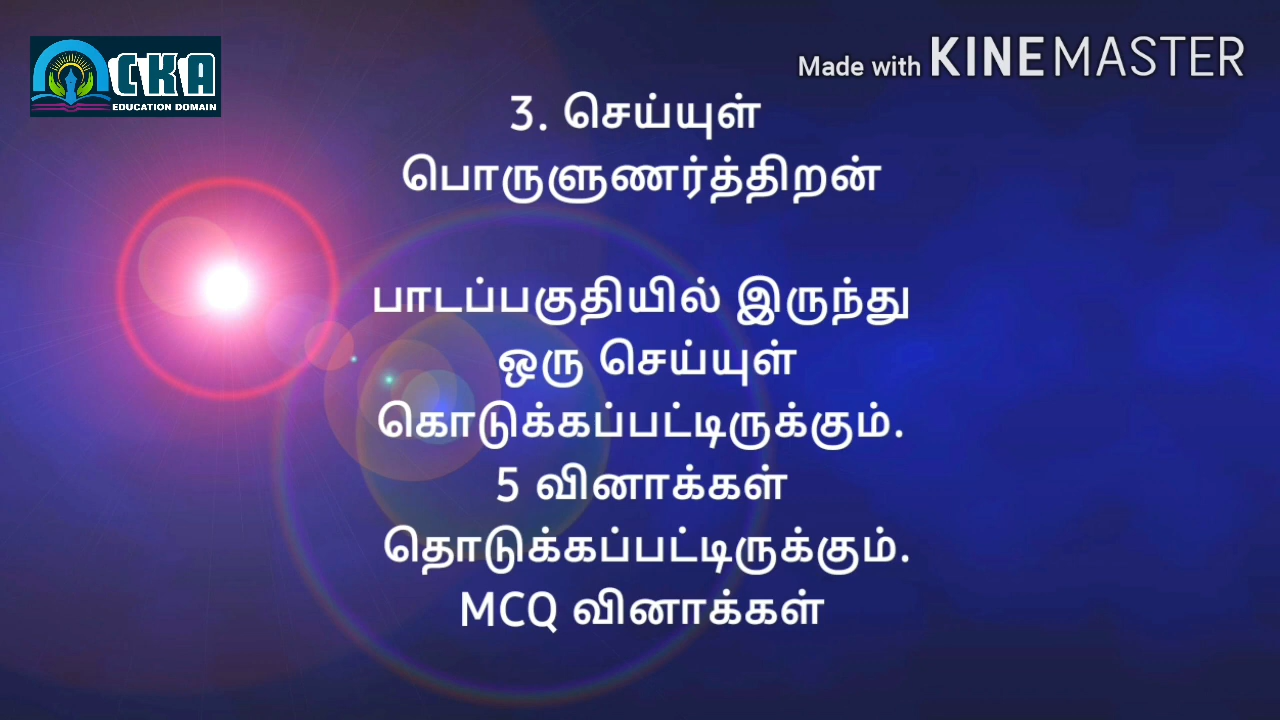 CKA
EDUCATION DOMAIN
Made with KINEMASTER
3. செய்யுள்
பொருளுணர்த்திறன்
பாடப்பகுதியில் இருந்து
ஒரு செய்யுள்
கொடுக்கப்பட்டிருக்கும்.
5 வினாக்கள்
தொடுக்கப்பட்டிருக்கும்.
MCQ வினாக்கள்